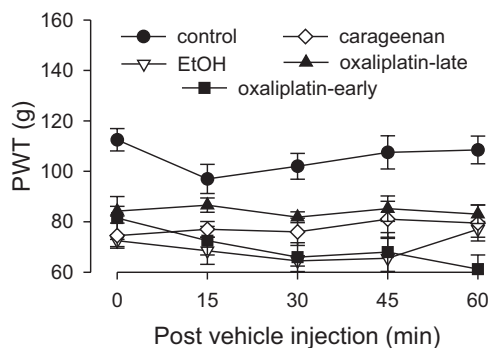 160
140
120
100
80
60
PWT (g)
control
carageenan
EtOH
oxaliplatin-late
oxaliplatin-early
0 15 30 45 60
Post vehicle injection (min)